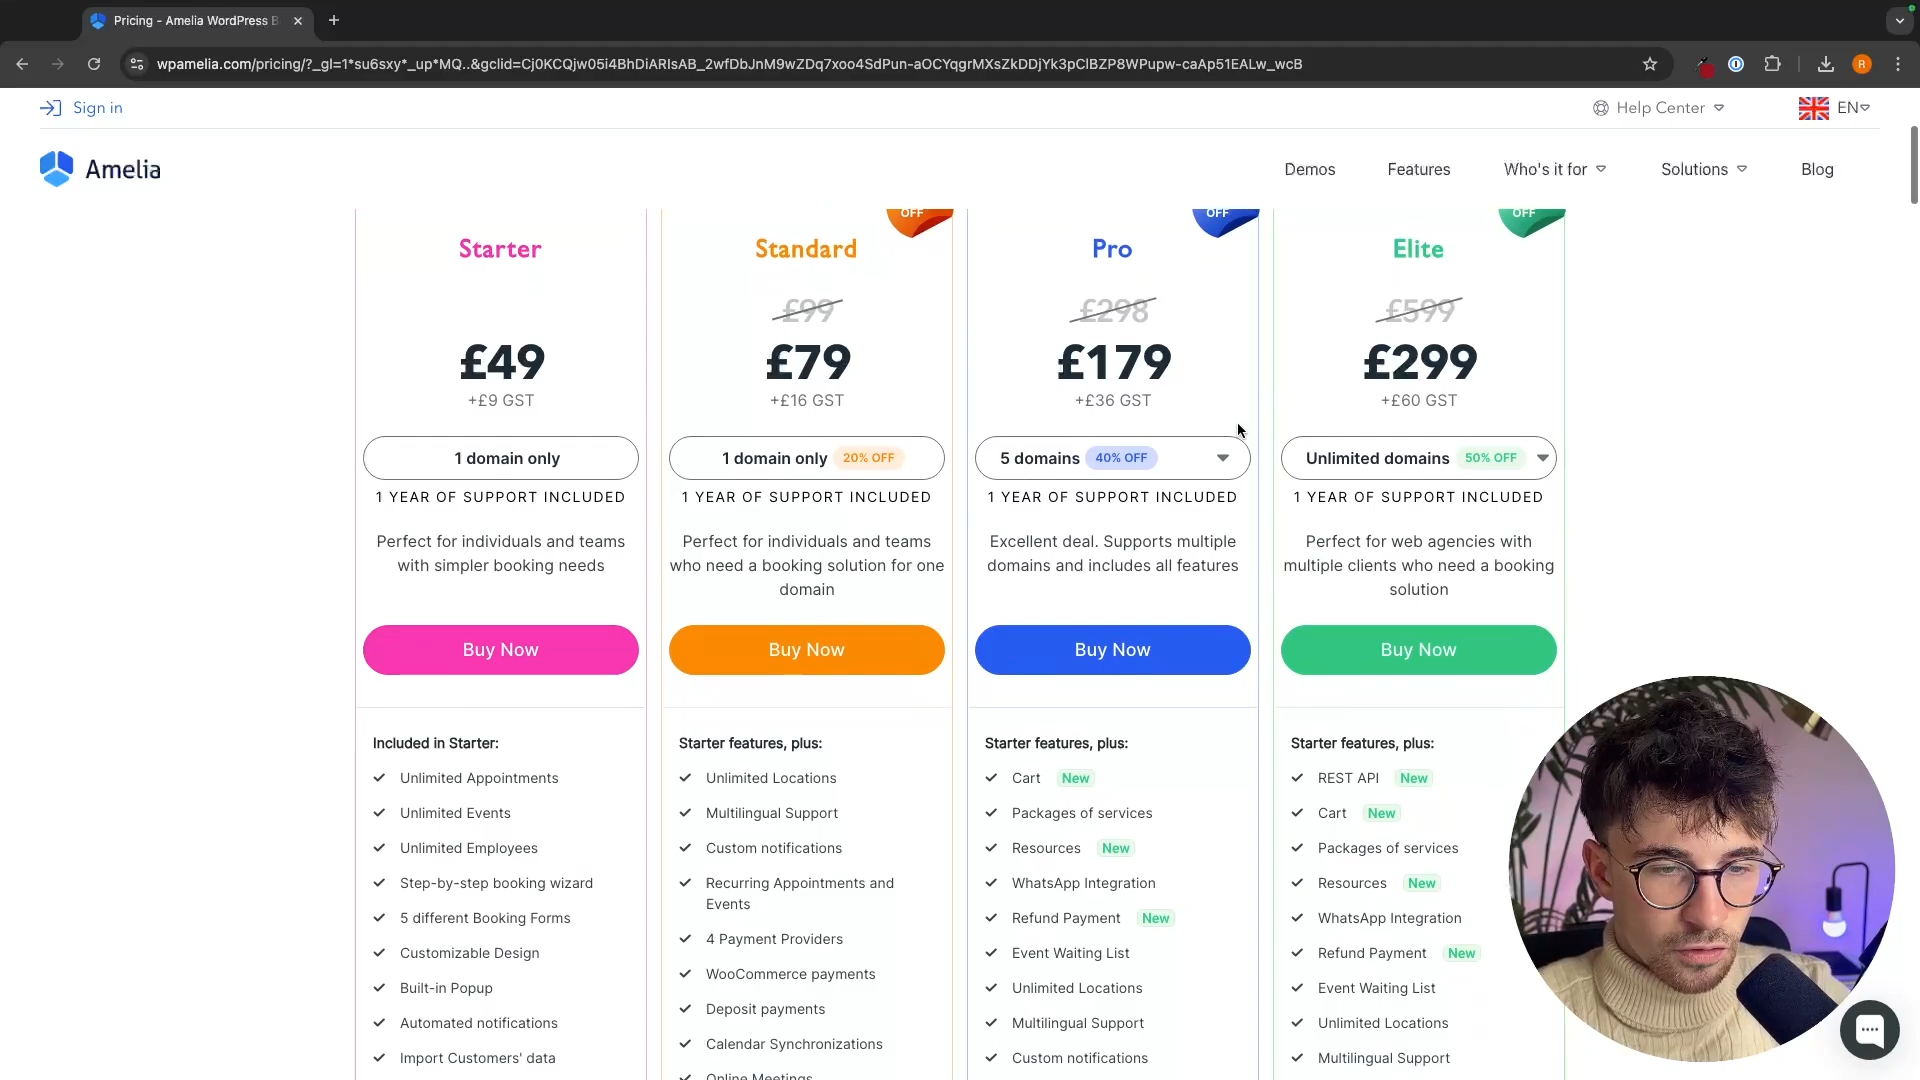 Pricing - Amelia WordPress B
wpamelia.com/pricing/?_gl=1*su6sxy*_up*MQ..&gclid=Cj0KCQjw05i4BhDiARIsAB_2wfDbJnM9wZDq7xoo4SdPun-aOCYqgrMXsZkDDjYk3pClBZP8WPupw-caAp51EALw_wcB
R
Sign in
Help Center
EN
Amelia
Demos
Features
Who's it for
Solutions
Blog
OFF
OFF
OFF
Starter
Standard
Pro
Elite
£99
£298
£599
£49
£79
£179
£299
+£9 GST
+£16 GST
+£36 GST
+£60 GST
1 domain only
1 domain only 20% OFF
5 domains 40% OFF
Unlimited domains 50% OFF
1 YEAR OF SUPPORT INCLUDED
1 YEAR OF SUPPORT INCLUDED
1 YEAR OF SUPPORT INCLUDED
1 YEAR OF SUPPORT INCLUDED
Perfect for individuals and teams
with simpler booking needs
Perfect for individuals and teams
who need a booking solution for one
domain
Excellent deal. Supports multiple
domains and includes all features
Perfect for web agencies with
multiple clients who need a booking
solution
Buy Now
Buy Now
Buy Now
Buy Now
Included in Starter:
Unlimited Appointments
Unlimited Events
Unlimited Employees
Step-by-step booking wizard
5 different Booking Forms
Customizable Design
Built-in Popup
Automated notifications
Import Customers' data
Starter features, plus:
Unlimited Locations
Multilingual Support
Custom notifications
Recurring Appointments and
Events
4 Payment Providers
WooCommerce payments
Deposit payments
Calendar Synchronizations
Online Meetings
Starter features, plus:
Cart New
Packages of services
Resources New
WhatsApp Integration
Refund Payment New
Event Waiting List
Unlimited Locations
Multilingual Support
Custom notifications
Starter features, plus:
REST API New
Cart New
Packages of services
Resources New
WhatsApp Integration
Refund Payment New
Event Waiting List
Unlimited Locations
Multilingual Support